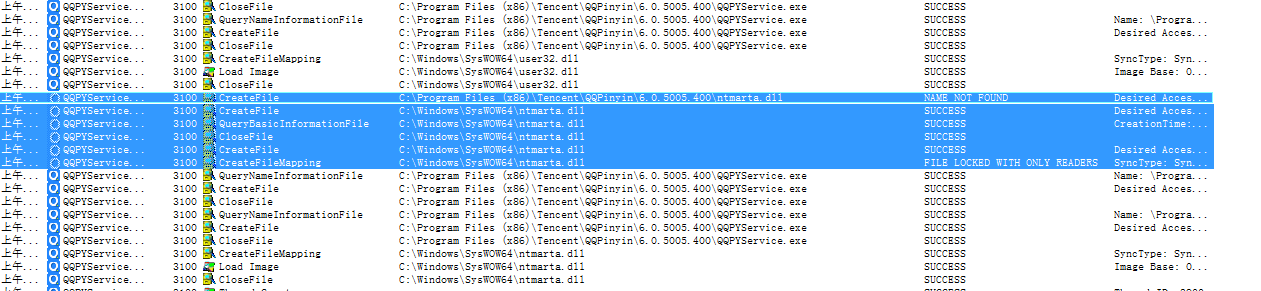 上午... QQPYService... 3100 CloseFile C:\Program Files (x86)\Tencent\QQPinyin\6.0.5005.400\QQPYService.exe SUCCESS
上午... QQPYService... 3100 QueryNameInformationFile C:\Program Files (x86)\Tencent\QQPinyin\6.0.5005.400\QQPYService.exe SUCCESS Name: \Progra...
上午... QQPYService... 3100 CreateFile C:\Program Files (x86)\Tencent\QQPinyin\6.0.5005.400\QQPYService.exe SUCCESS Desired Acces...
上午... QQPYService... 3100 CloseFile C:\Program Files (x86)\Tencent\QQPinyin\6.0.5005.400\QQPYService.exe SUCCESS
上午... QQPYService... 3100 CreateFileMapping C:\Windows\SysWOW64\user32.dll SUCCESS SyncType: Syn...
上午... QQPYService... 3100 Load Image C:\Windows\SysWOW64\user32.dll SUCCESS Image Base: 0...
上午... QQPYService... 3100 CloseFile C:\Windows\SysWOW64\user32.dll SUCCESS
上午... QQPYService... 3100 CreateFile C:\Program Files (x86)\Tencent\QQPinyin\6.0.5005.400\ntmarta.dll NAME NOT FOUND Desired Acces...
上午... QQPYService... 3100 CreateFile C:\Windows\SysWOW64\ntmarta.dll SUCCESS Desired Acces...
上午... QQPYService... 3100 QueryBasicInformationFile C:\Windows\SysWOW64\ntmarta.dll SUCCESS CreationTime:...
上午... QQPYService... 3100 CloseFile C:\Windows\SysWOW64\ntmarta.dll SUCCESS
上午... QQPYService... 3100 CreateFile C:\Windows\SysWOW64\ntmarta.dll SUCCESS Desired Acces...
上午... QQPYService... 3100 CreateFileMapping C:\Windows\SysWOW64\ntmarta.dll FILE LOCKED WITH ONLY READERS SyncType: Syn...
上午... QQPYService... 3100 QueryNameInformationFile C:\Program Files (x86)\Tencent\QQPinyin\6.0.5005.400\QQPYService.exe SUCCESS Name: \Progra...
上午... QQPYService... 3100 CreateFile C:\Program Files (x86)\Tencent\QQPinyin\6.0.5005.400\QQPYService.exe SUCCESS Desired Acces...
上午... QQPYService... 3100 CloseFile C:\Program Files (x86)\Tencent\QQPinyin\6.0.5005.400\QQPYService.exe SUCCESS
上午... QQPYService... 3100 QueryNameInformationFile C:\Program Files (x86)\Tencent\QQPinyin\6.0.5005.400\QQPYService.exe SUCCESS Name: \Progra...
上午... QQPYService... 3100 CreateFile C:\Program Files (x86)\Tencent\QQPinyin\6.0.5005.400\QQPYService.exe SUCCESS Desired Acces...
上午... QQPYService... 3100 CloseFile C:\Program Files (x86)\Tencent\QQPinyin\6.0.5005.400\QQPYService.exe SUCCESS
上午... QQPYService... 3100 CreateFileMapping C:\Windows\SysWOW64\ntmarta.dll SUCCESS SyncType: Syn...
上午... QQPYService... 3100 Load Image C:\Windows\SysWOW64\ntmarta.dll SUCCESS Image Base: 0...
上午... QQPYService... 3100 CloseFile C:\Windows\SysWOW64\ntmarta.dll SUCCESS